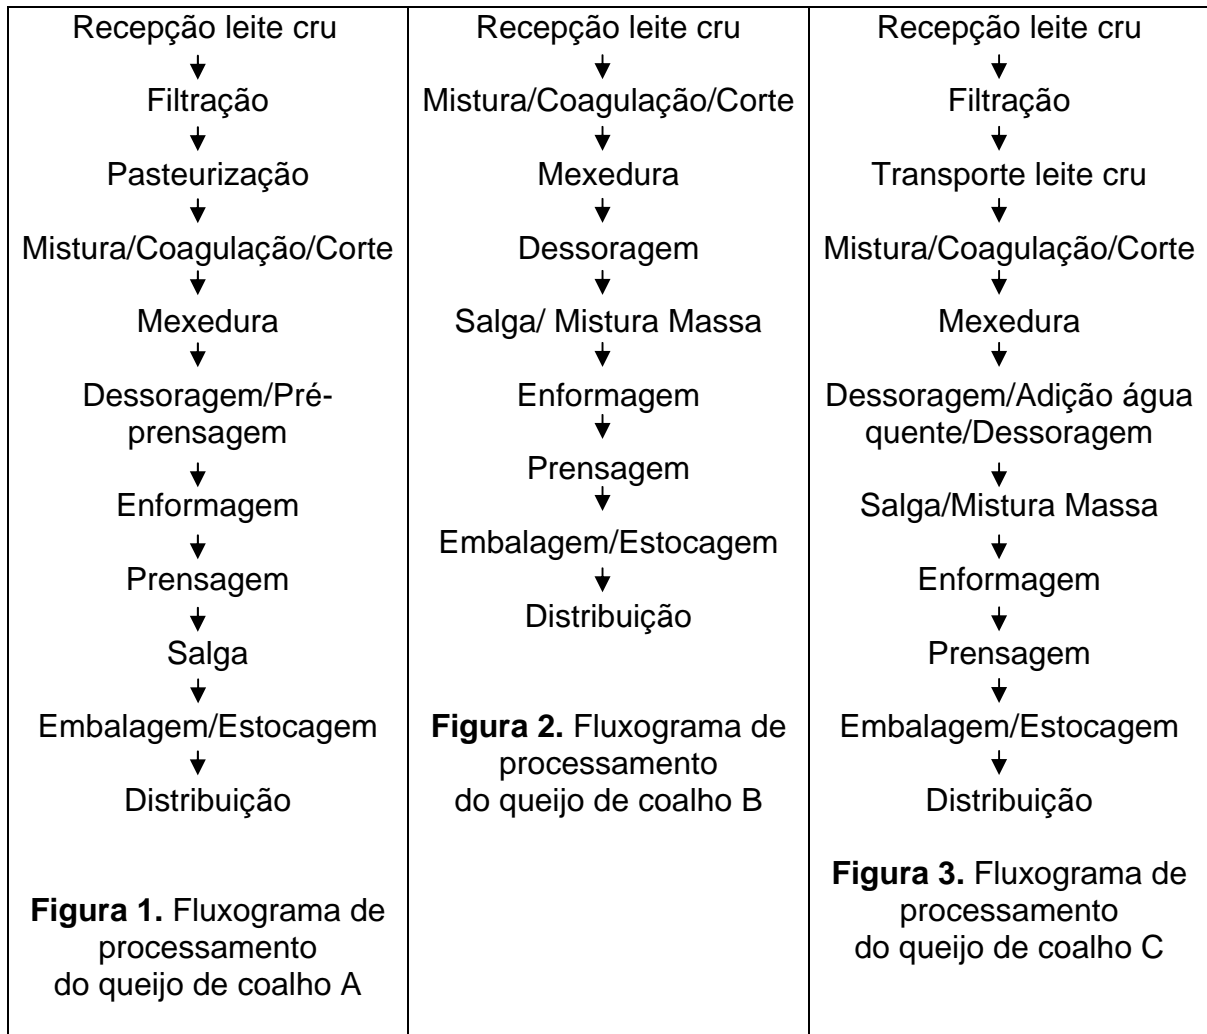 Recepção leite cru
Filtração
Pasteurização
Mistura/Coagulação/Corte
Mexedura
Dessoragem/Pré-
prensagem
Enformagem
Prensagem
Salga
Embalagem/Estocagem
Distribuição
Figura 1. Fluxograma de
processamento
do queijo de coalho A
Recepção leite cru
Mistura/Coagulação/Corte
Mexedura
Dessoragem
Salga/ Mistura Massa
Enformagem
Prensagem
Embalagem/Estocagem
Distribuição
Figura 2. Fluxograma de
processamento
do queijo de coalho B
Recepção leite cru
Filtração
Transporte leite cru
Mistura/Coagulação/Corte
Mexedura
Dessoragem/Adição água
quente/Dessoragem
Salga/Mistura Massa
Enformagem
Prensagem
Embalagem/Estocagem
Distribuição
Figura 3. Fluxograma de
processamento
do queijo de coalho C